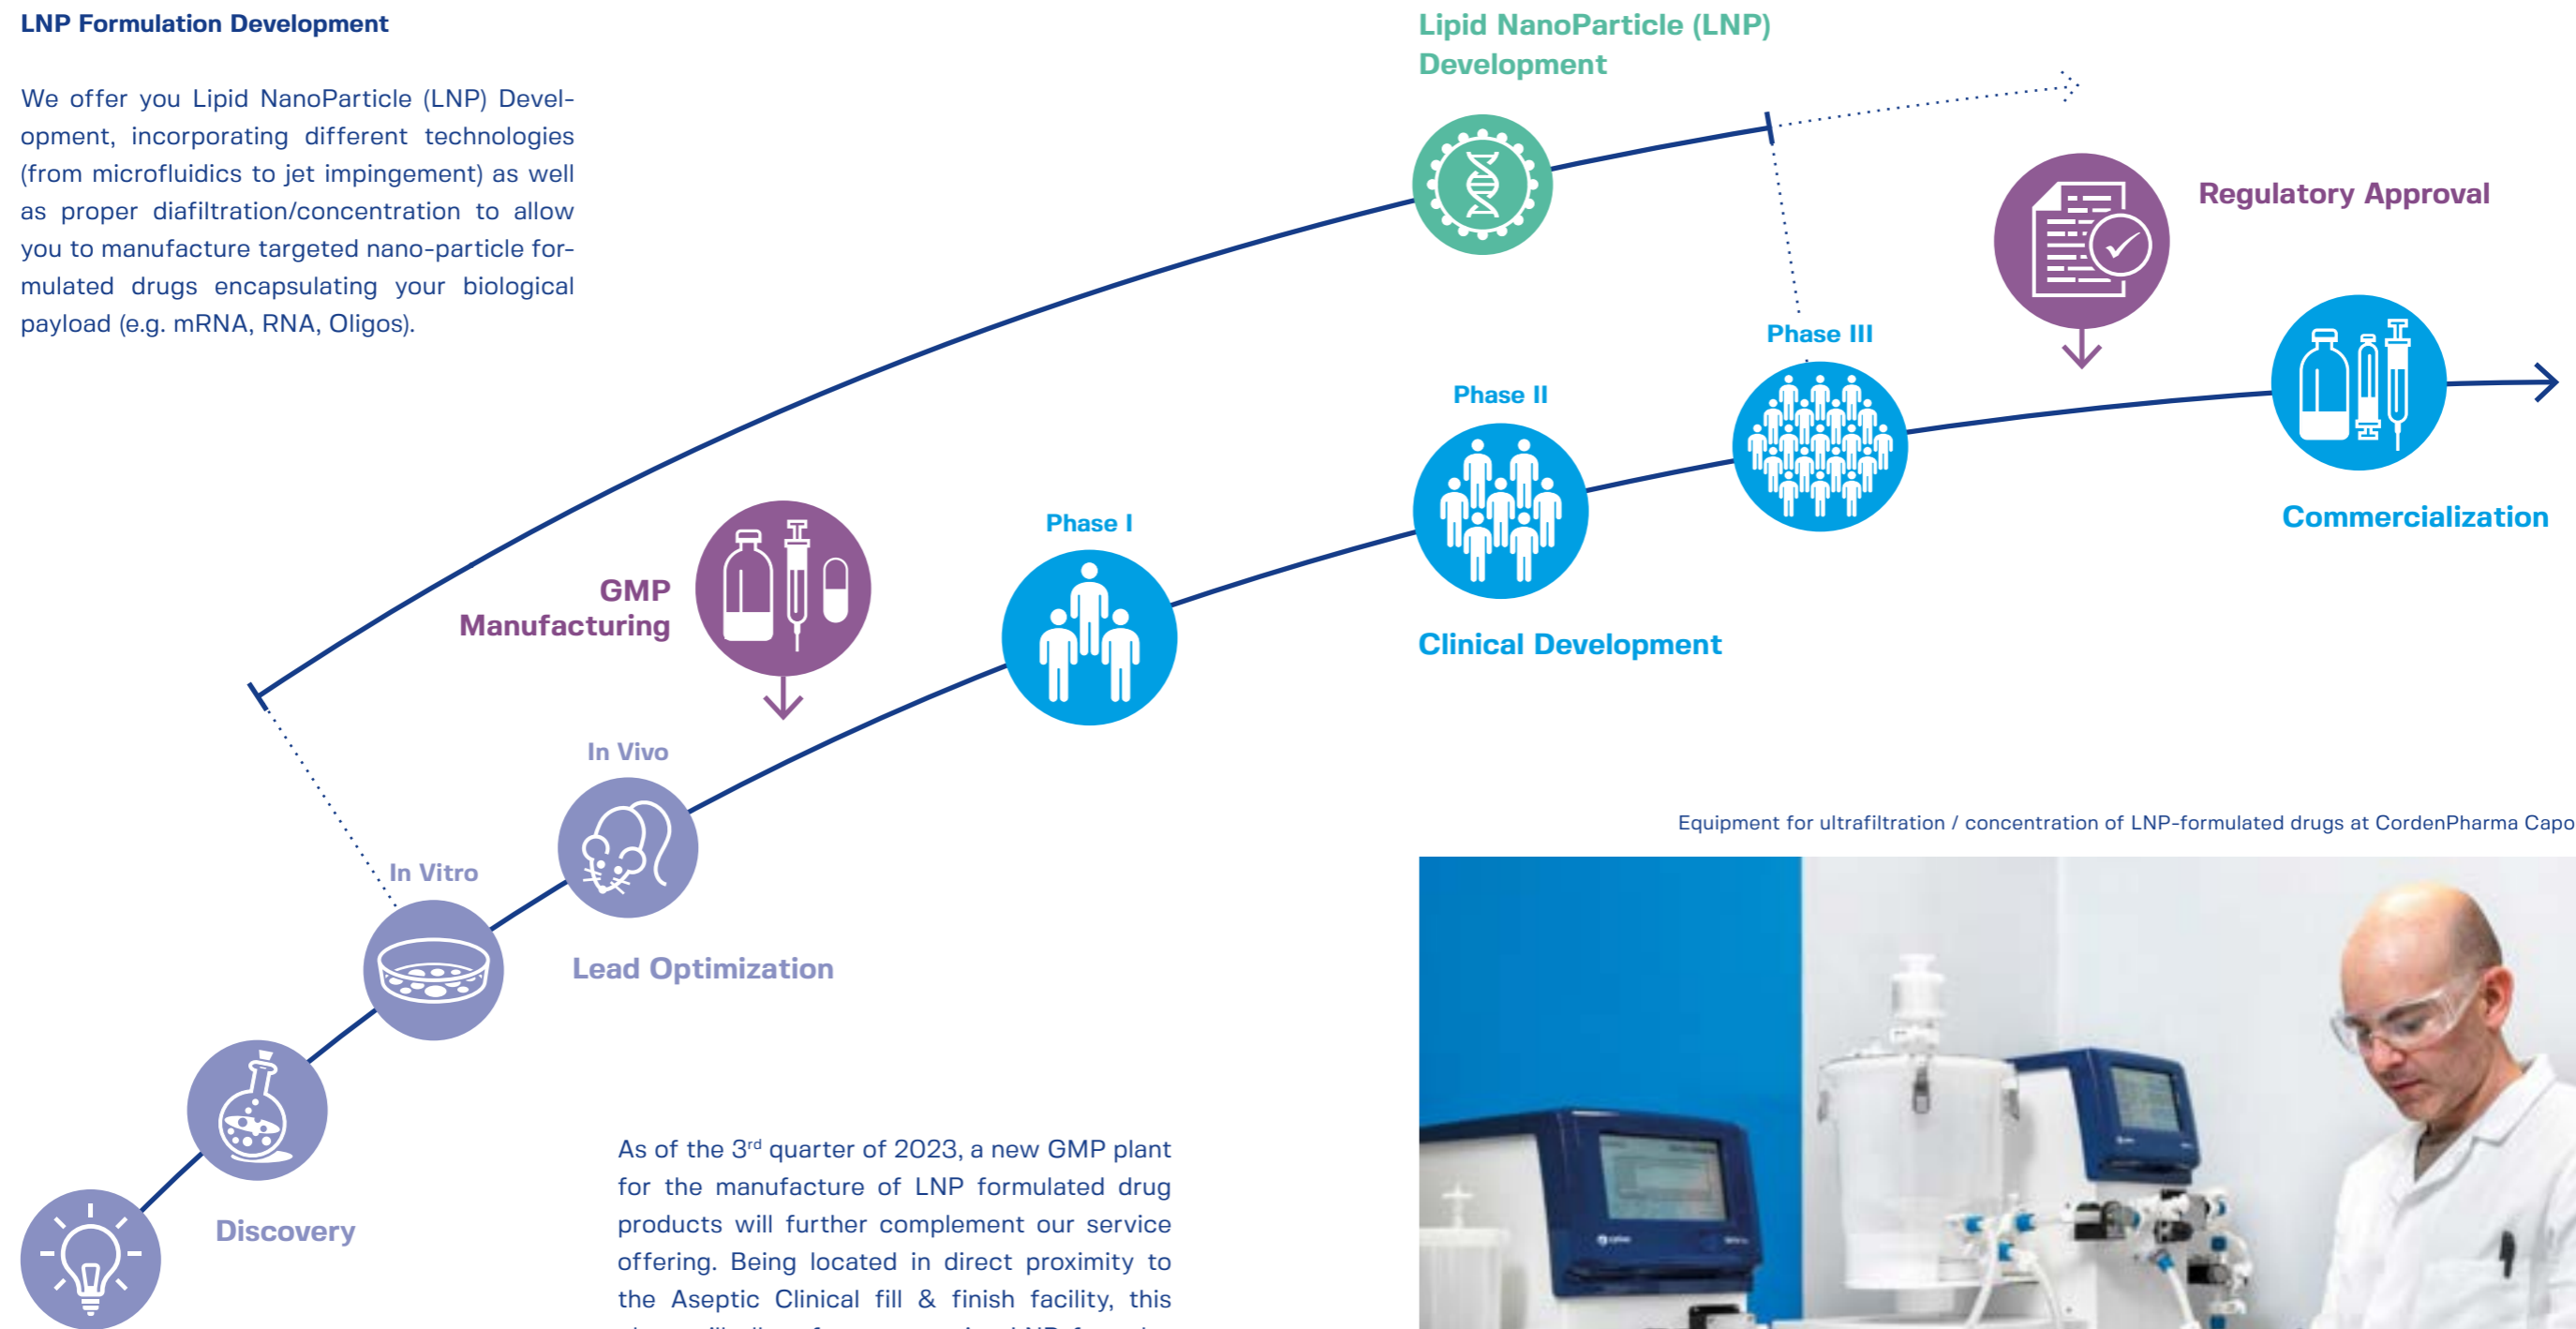 LNP Formulation Development
We offer you Lipid NanoParticle (LNP) Devel-
opment, incorporating different technologies
(from microfluidics to jet impingement) as well
as proper diafiltration/concentration to allow
you to manufacture targeted nano-particle for-
mulated drugs encapsulating your biological
payload (e.g. mRNA, RNA, Oligos).
Lipid NanoParticle (LNP)
Development
Regulatory Approval
Phase III
Phase II
Commercialization
Phase I
GMP
Manufacturing
Clinical Development
In Vivo
In Vitro
Lead Optimization
Discovery
Equipment for ultrafiltration / concentration of LNP-formulated drugs at CordenPharma Capo
As of the 3rd quarter of 2023, a new GMP plant
for the manufacture of LNP formulated drug
products will further complement our service
offering. Being located in direct proximity to
the Aseptic Clinical fill & finish facility, this